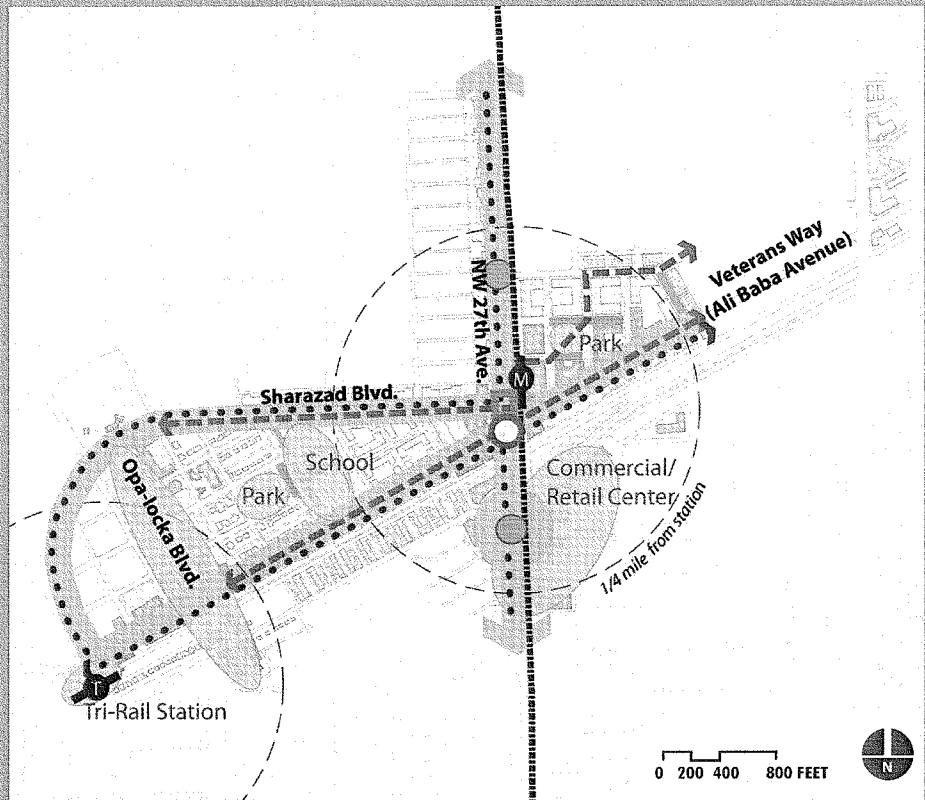 Veterans Way
(Ali Baba Avenue)
NW 27th Ave.
Park
M
Sharazad Blvd.
School
Park
Commercial/
Retail Center
Opa-locka Blvd.
1/4 mile from station
T
Tri-Rail Station
0 200 400 800 FEET
N